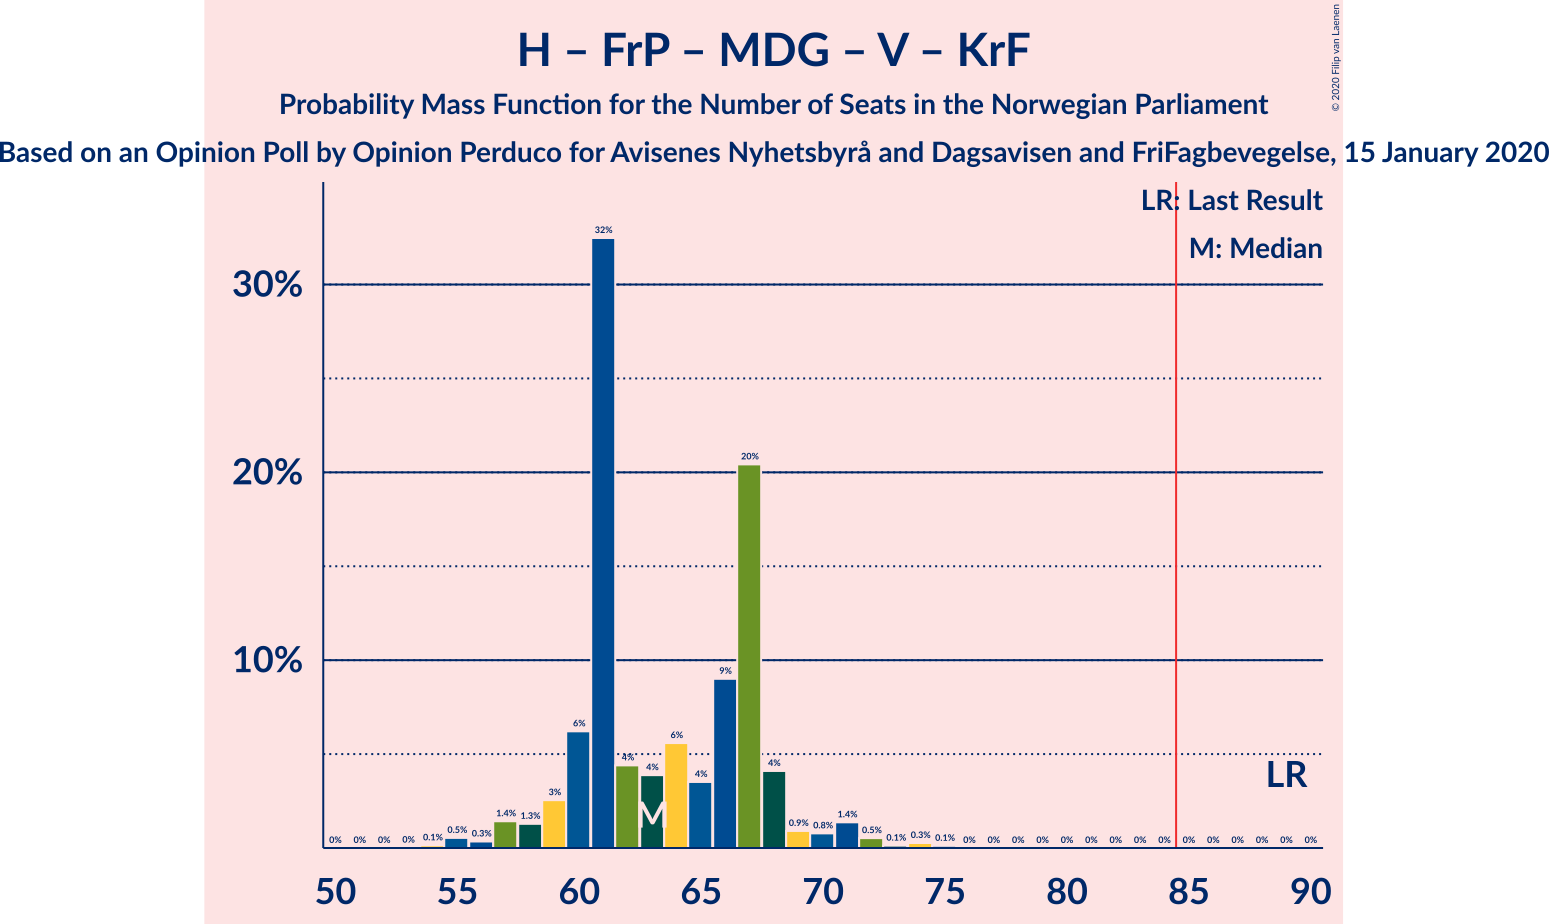 H – FrP – MDG – V – KrF
Probability Mass Function for the Number of Seats in the Norwegian Parliament
Based on an Opinion Poll by Opinion Perduco for Avisenes Nyhetsbyrå and Dagsavisen and FriFagbevegelse, 15 January 2020
© 2020 Filip van Laenen
LR: Last Result
M: Median
30%
20%
10%
0% 0% 0% 0% 0.1% 0.5% 0.3% 1.4% 1.3% 3% 6% 32% 4% 4% 6% 4% 9% 20% 4% 0.9% 0.8% 1.4% 0.5% 0.1% 0.3% 0.1% 0% 0% 0% 0% 0% 0% 0% 0% 0% 0% 0% 0% 0% 0% 0%
M
LR
50 55 60 65 70 75 80 85 90